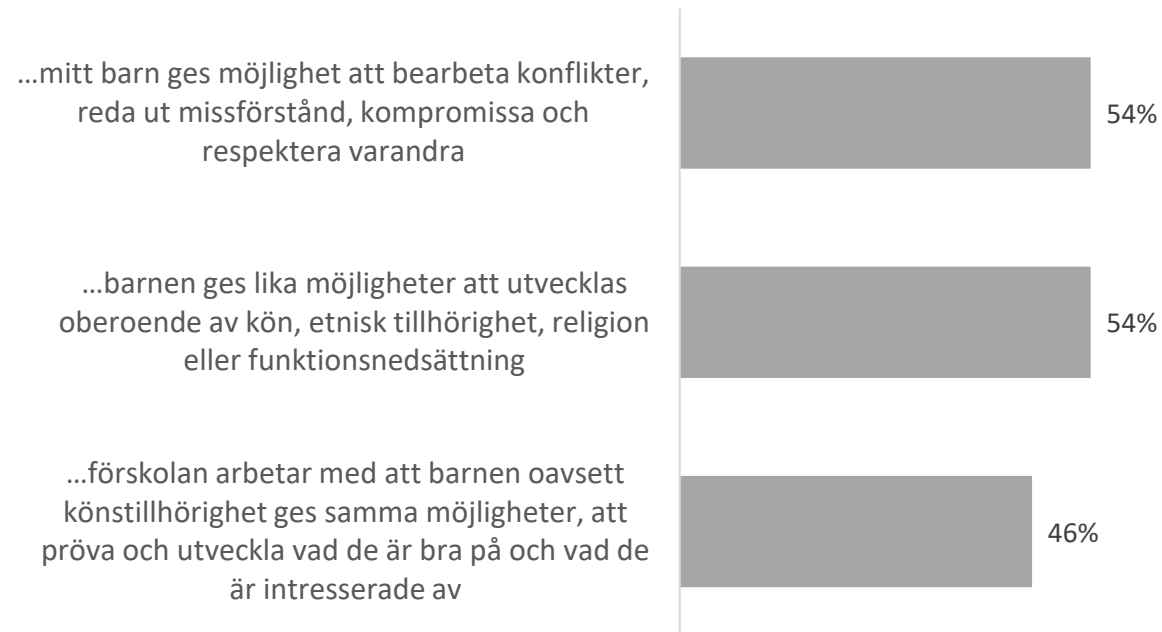 …mitt barn ges möjlighet att bearbeta konflikter,
reda ut missförstånd, kompromissa och
respektera varandra
54%
…barnen ges lika möjligheter att utvecklas
oberoende av kön, etnisk tillhörighet, religion
eller funktionsnedsättning
54%
…förskolan arbetar med att barnen oavsett
könstillhörighet ges samma möjligheter, att
pröva och utveckla vad de är bra på och vad de
är intresserade av
46%